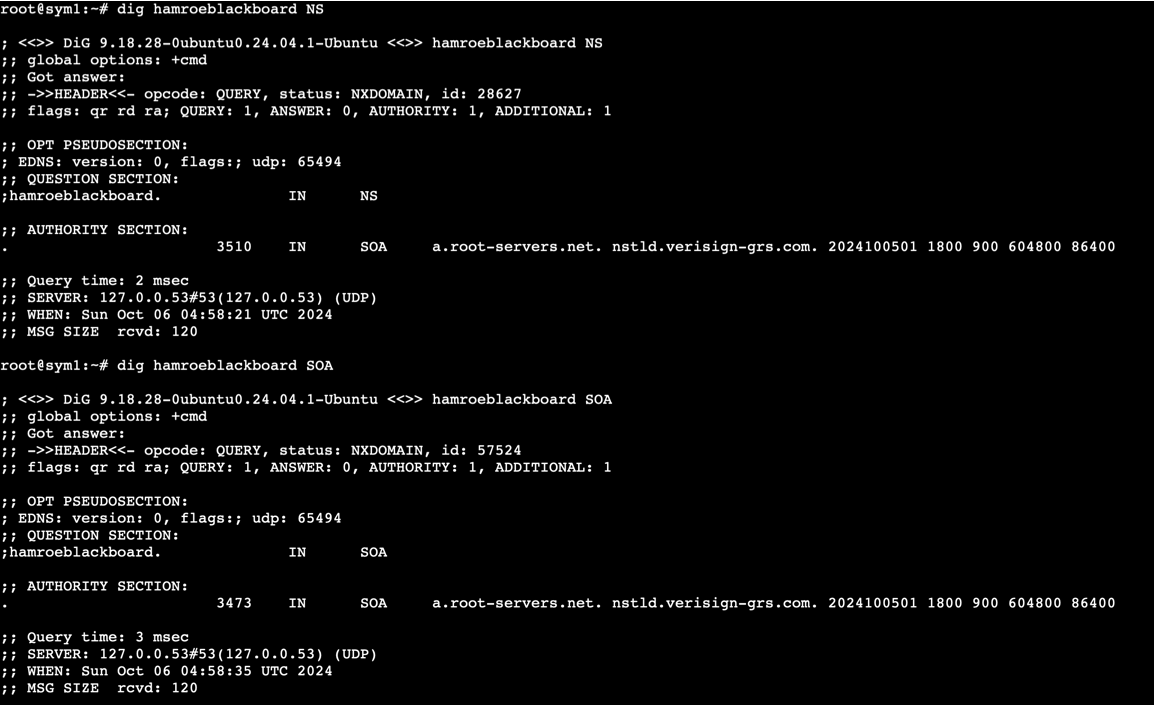 root@sym1:~# dig hamroeblackboard NS
; <<>> DiG 9.18.28-0ubuntu0.24.04.1-Ubuntu <<>> hamroeblackboard NS
;; global options: +cmd
;; Got answer:
;; ->>HEADER<<- opcode: QUERY, status: NXDOMAIN, id: 28627
;; flags: qr rd ra; QUERY: 1, ANSWER: 0, AUTHORITY: 1, ADDITIONAL: 1
;; OPT PSEUDOSECTION:
; EDNS: version: 0, flags:; udp: 65494
;; QUESTION SECTION:
;hamroeblackboard. IN NS
;; AUTHORITY SECTION:
. 3510 IN SOA a.root-servers.net. nstld.verisign-grs.com. 2024100501 1800 900 604800 86400
;; Query time: 2 msec
;; SERVER: 127.0.0.53#53(127.0.0.53) (UDP)
;; WHEN: Sun Oct 06 04:58:21 UTC 2024
;; MSG SIZE rcvd: 120
root@sym1:~# dig hamroeblackboard SOA
; <<>> DiG 9.18.28-0ubuntu0.24.04.1-Ubuntu <<>> hamroeblackboard SOA
;; global options: +cmd
;; Got answer:
;; ->>HEADER<<- opcode: QUERY, status: NXDOMAIN, id: 57524
;; flags: qr rd ra; QUERY: 1, ANSWER: 0, AUTHORITY: 1, ADDITIONAL: 1
;; OPT PSEUDOSECTION:
; EDNS: version: 0, flags:; udp: 65494
;; QUESTION SECTION:
;hamroeblackboard. IN SOA
;; AUTHORITY SECTION:
. 3473 IN SOA a.root-servers.net. nstld.verisign-grs.com. 2024100501 1800 900 604800 86400
;; Query time: 3 msec
;; SERVER: 127.0.0.53#53(127.0.0.53) (UDP)
;; WHEN: Sun Oct 06 04:58:35 UTC 2024
;; MSG SIZE rcvd: 120